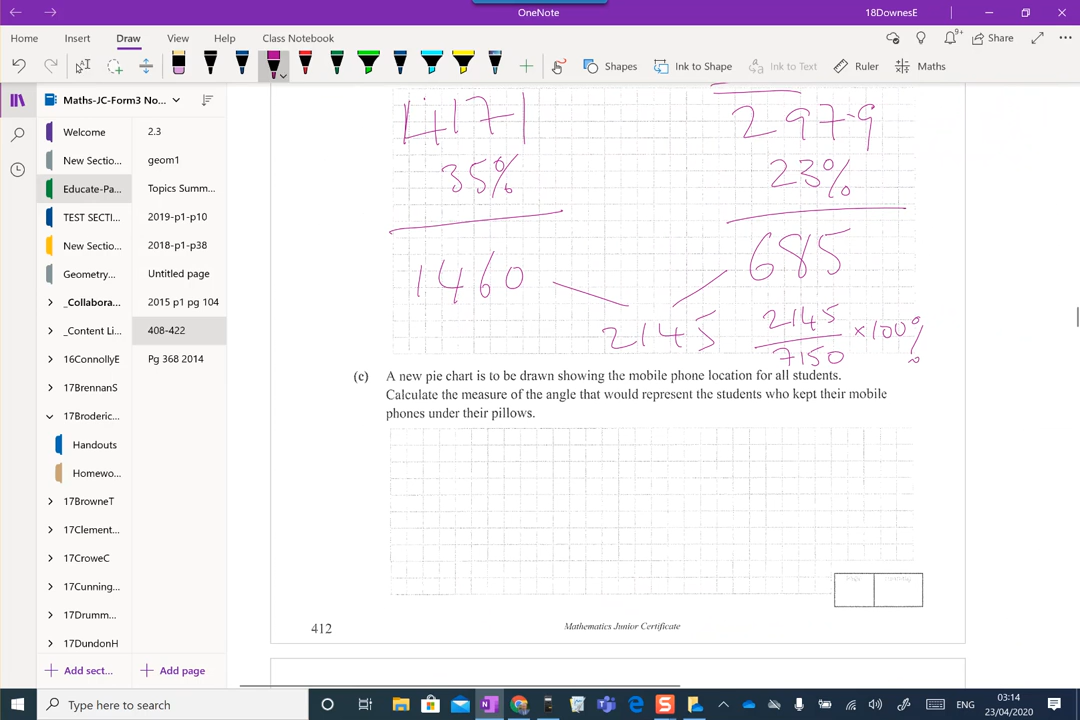 OneNote
18DownesE
Home
Insert
Draw
View
Help
Class Notebook
9+
Share
Shapes
Ink to Shape
Ink to Text
Ruler
Maths
Maths-JC-Form3 No...
Welcome
New Sectio...
Educate-Pa...
TEST SECTI...
New Sectio...
Geometry...
_Collabora...
_Content Li...
16ConnollyE
17BrennanS
17Broderic...
Handouts
Homewo...
17BrowneT
17Clement...
17CroweC
17Cunning...
17Drumm...
17DundonH
Add sect...
2.3
geom1
Topics Summ...
2019-p1-p10
2018-p1-p38
Untitled page
2015 p1 pg 104
408-422
Pg 368 2014
Add page
297.9
35%
23%
1460
685
2145
2145
7150
×100%
(c) A new pie chart is to be drawn showing the mobile phone location for all students.
Calculate the measure of the angle that would represent the students who kept their mobile
phones under their pillows.
412
Mathematics Junior Certificate
Type here to search
ENG
03:14
23/04/2020